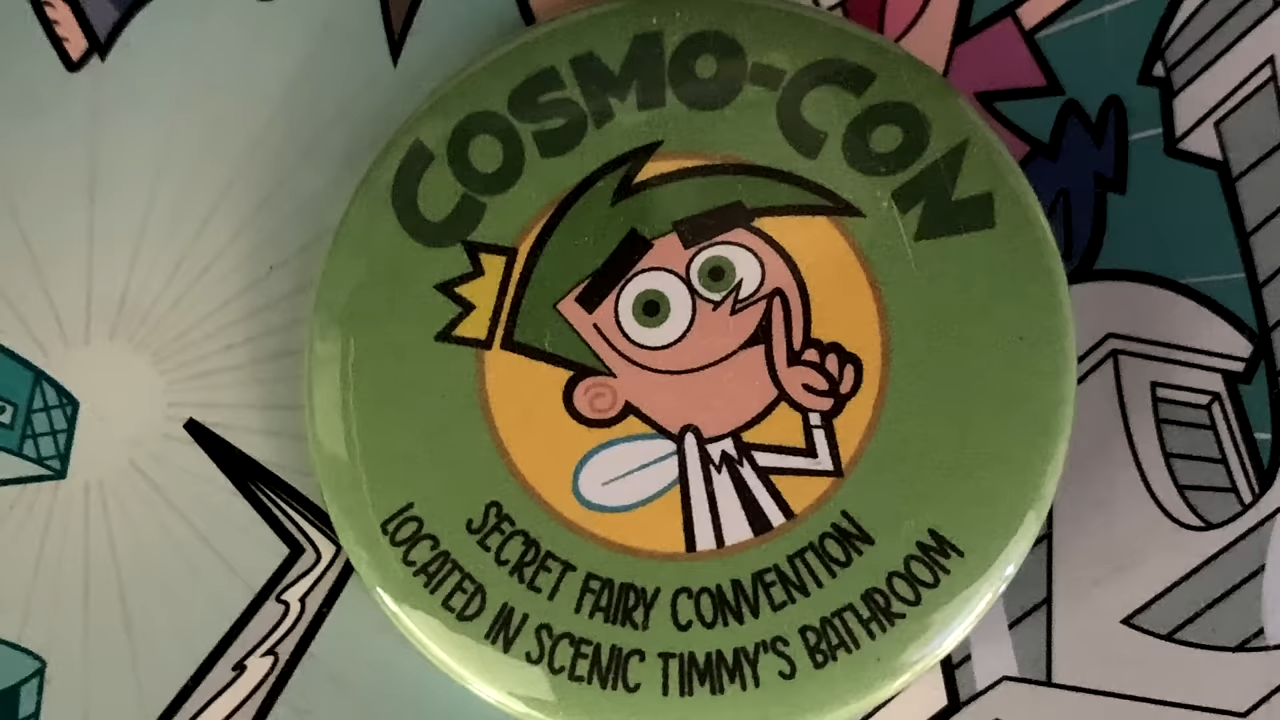 COSMO-CON
SECRET FAIRY CONVENTION
LOCATED IN SCENIC TIMMY'S BATHROOM